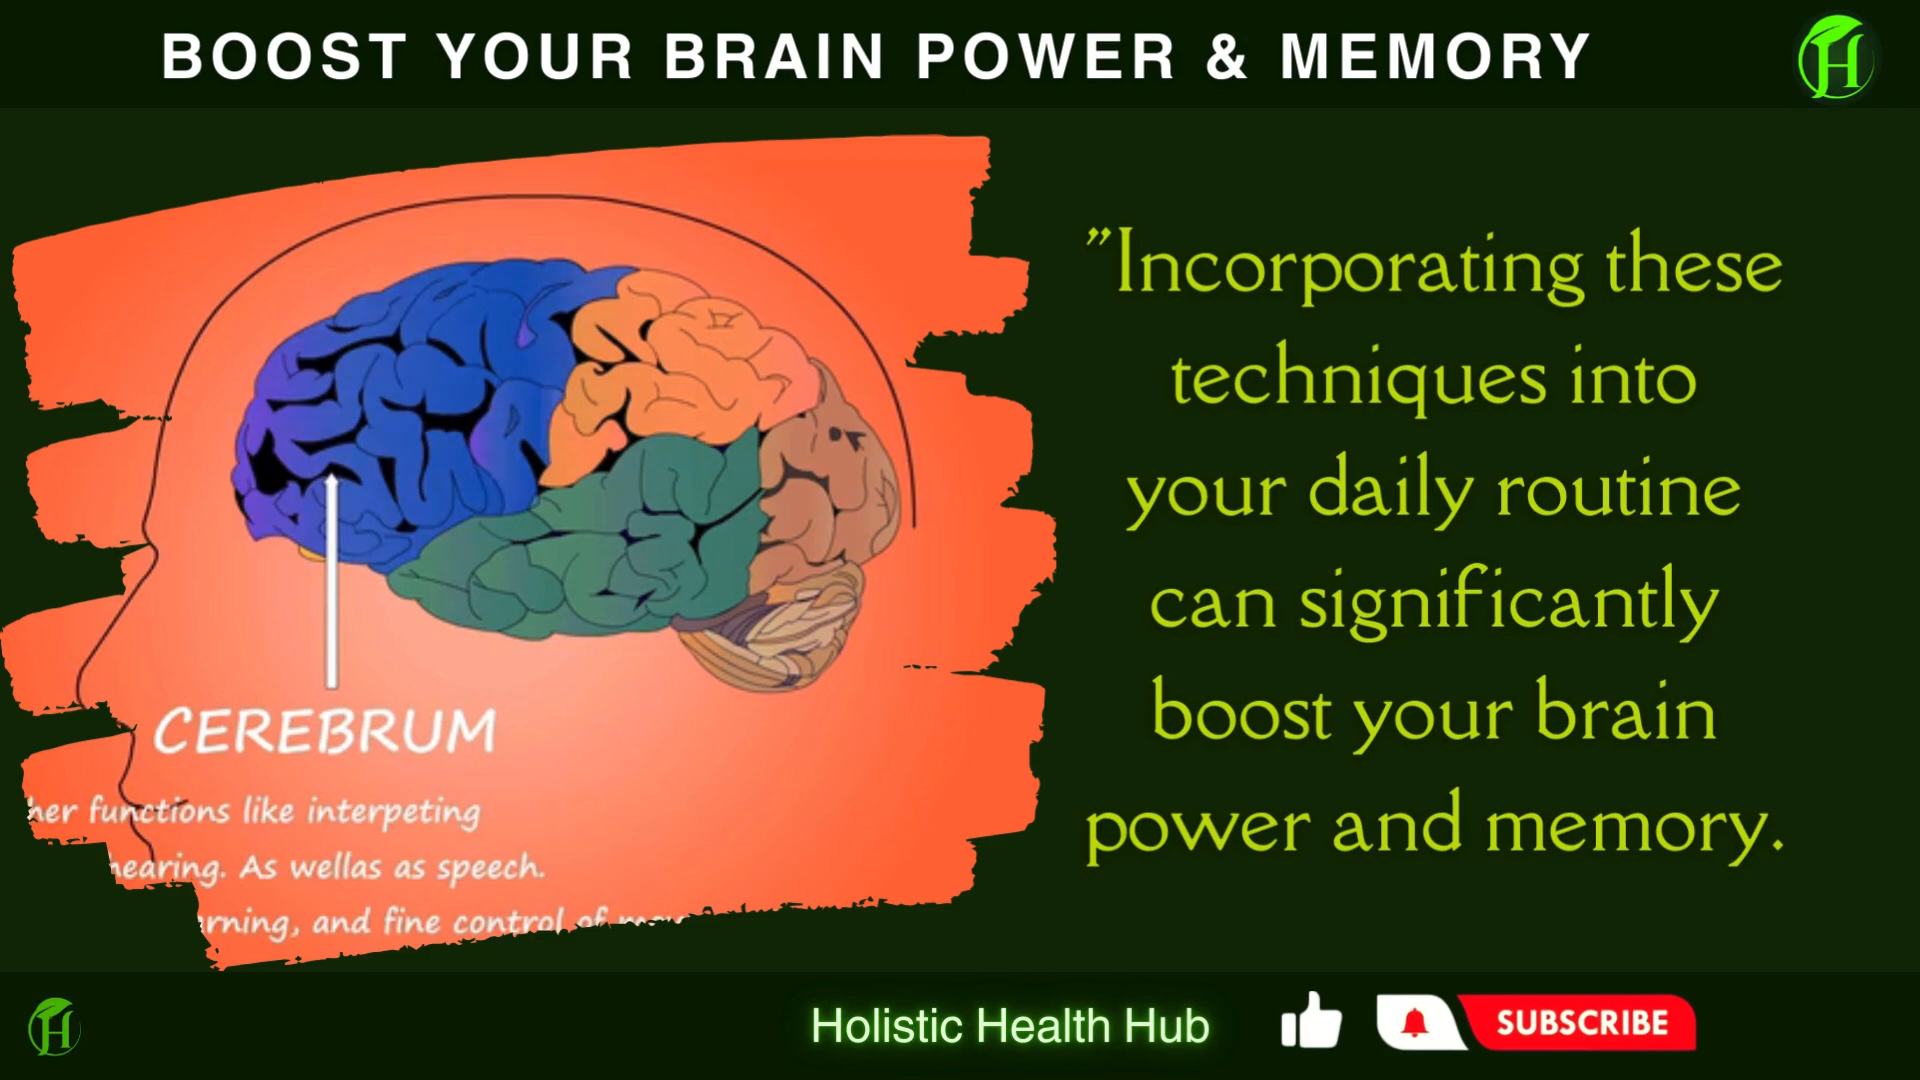 BOOST YOUR BRAIN POWER & MEMORY
"Incorporating these
techniques into
your daily routine
can significantly
boost your brain
power and memory.
CEREBRUM
her functions like interpeting
hearing. As wellas as speech.
arning, and fine control of
Holistic Health Hub
SUBSCRIBE